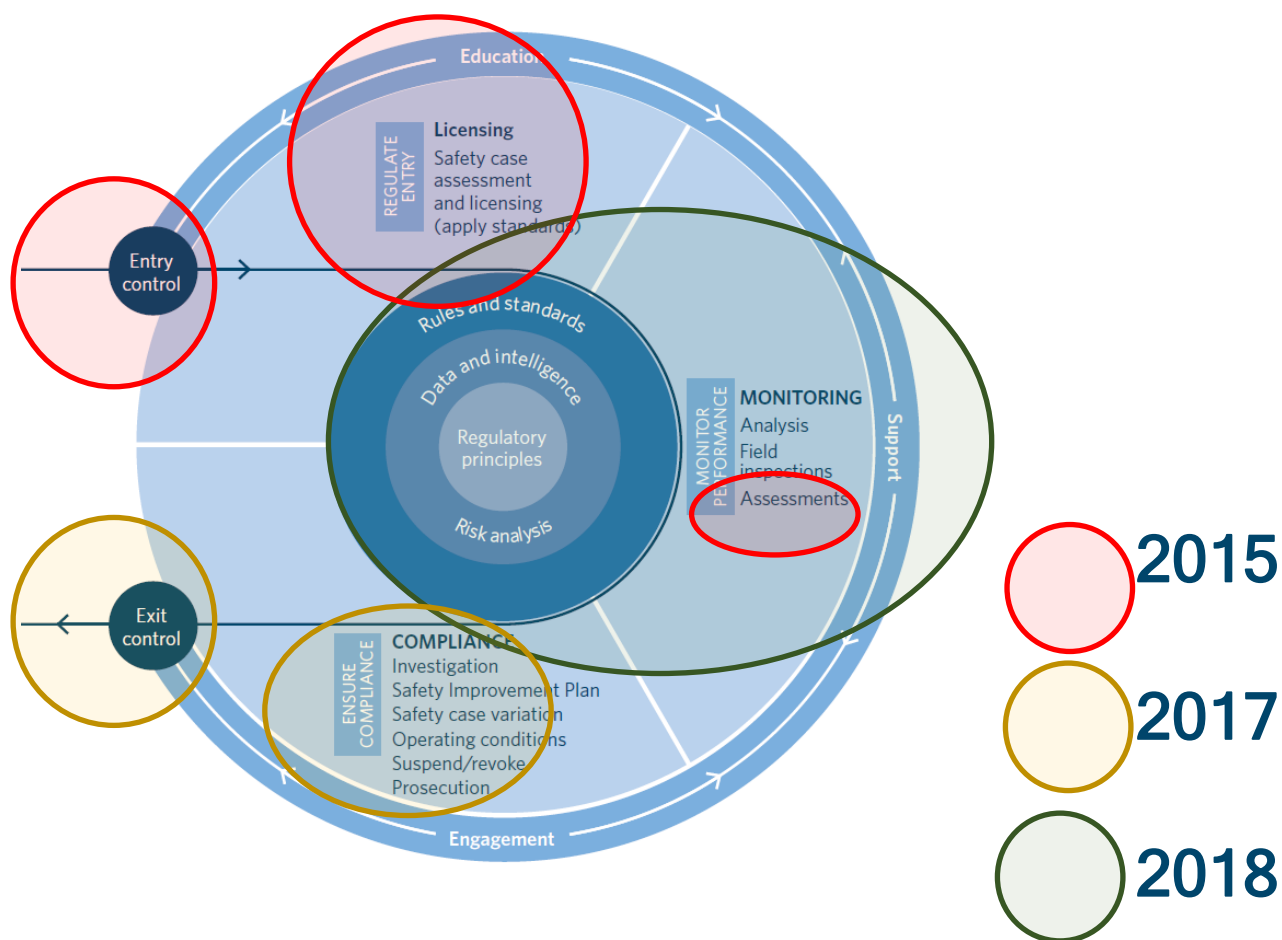 Education
REGULATE
ENTRY
Licensing
Safety case
assessment
and licensing
(apply standards)
Entry
control
Rules and standards
Data and intelligence
Regulatory
principles
Risk analysis
MONITOR
PERFORMANCE
MONITORING
Analysis
Field
inspections
Assessments
Support
Exit
control
ENSURE
COMPLIANCE
COMPLIANCE
Investigation
Safety Improvement Plan
Safety case variation
Operating conditions
Suspend/revoke
Prosecution
Engagement
2015
2017
2018